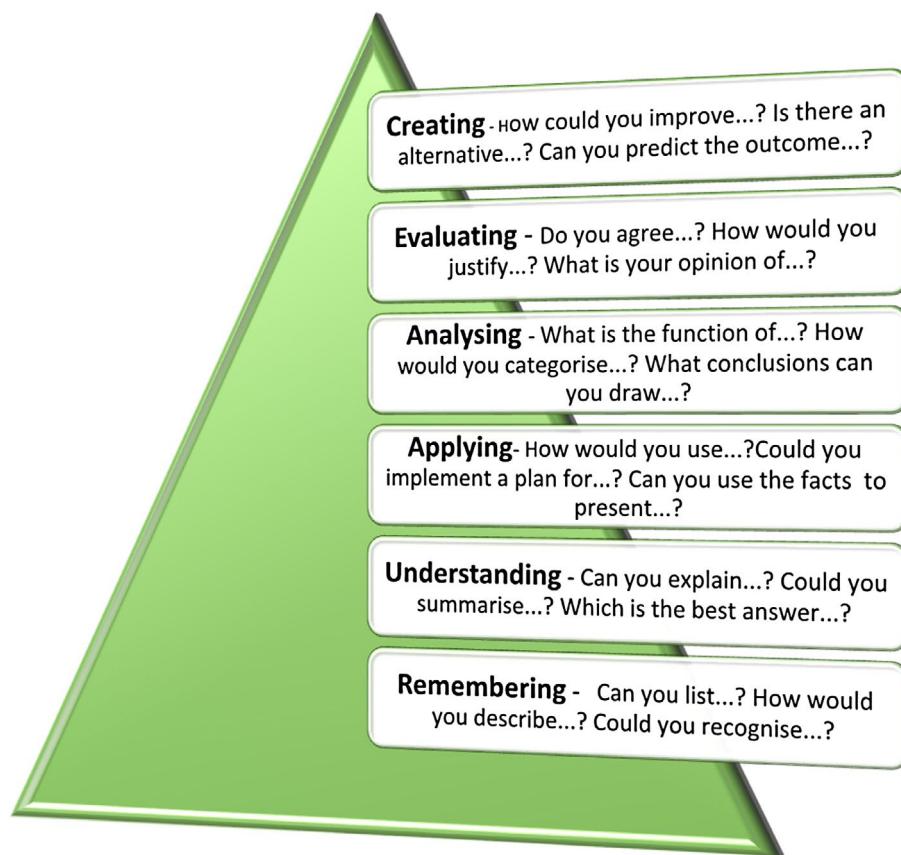 Creating - How could you improve...? Is there an
alternative...? Can you predict the outcome...?
Evaluating - Do you agree...? How would you
justify...? What is your opinion of...?
Analysing - What is the function of...? How
would you categorise...? What conclusions can
you draw...?
Applying- How would you use...?Could you
implement a plan for...? Can you use the facts to
present...?
Understanding - Can you explain...? Could you
summarise...? Which is the best answer...?
Remembering - Can you list...? How would
you describe...? Could you recognise...?